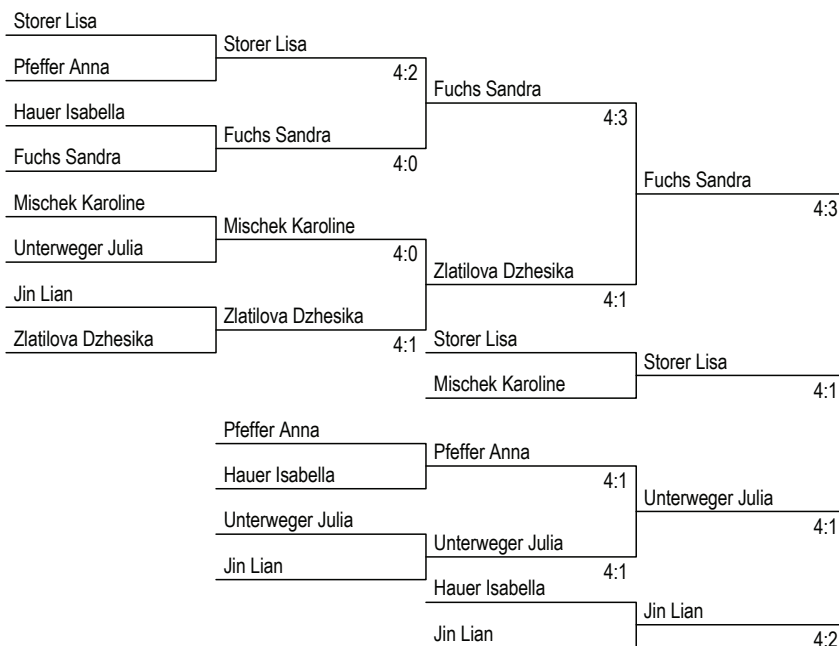 Storer Lisa
Storer Lisa
Pfeffer Anna
4:2
Fuchs Sandra
Hauer Isabella
4:3
Fuchs Sandra
Fuchs Sandra
4:0
Fuchs Sandra
4:3
Mischek Karoline
Mischek Karoline
Unterweger Julia
4:0
Zlatilova Dzhesika
Jin Lian
4:1
Zlatilova Dzhesika
Zlatilova Dzhesika
4:1
Storer Lisa
Storer Lisa
Mischek Karoline
4:1
Pfeffer Anna
Pfeffer Anna
Hauer Isabella
4:1
Unterweger Julia
Unterweger Julia
4:1
Unterweger Julia
Jin Lian
4:1
Hauer Isabella
Jin Lian
Jin Lian
4:2